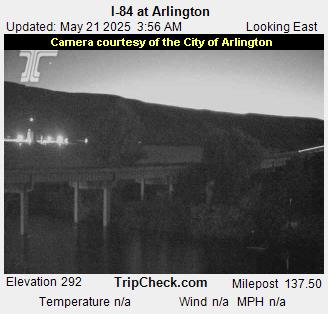 I-84 at Arlington
Updated: May 21 2025 3:56 AM Looking East
Camera courtesy of the City of Arlington
Elevation 292 TripCheck.com Milepost 137.50
Temperature n/a Wind n/a MPH n/a